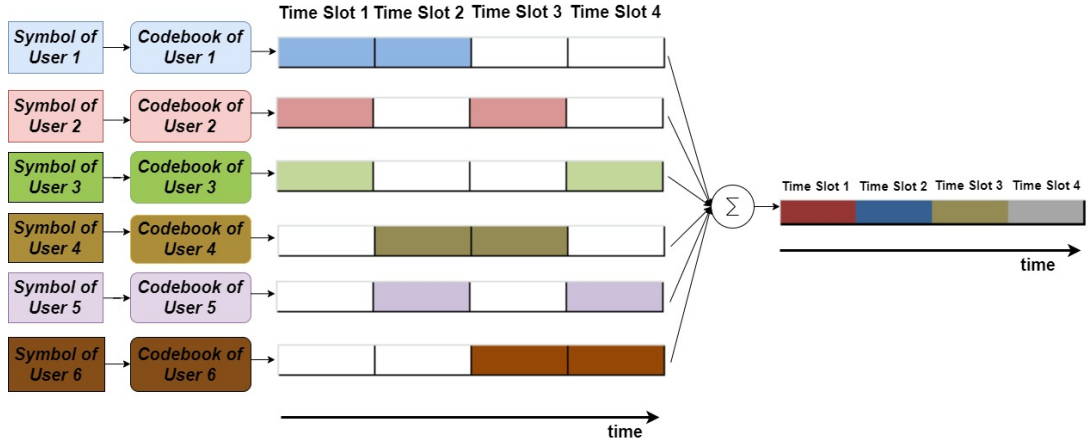 Time Slot 1 Time Slot 2 Time Slot 3 Time Slot 4
Symbol of
User 1
Codebook of
User 1
Symbol of
User 2
Codebook of
User 2
Symbol of
User 3
Codebook of
User 3
Symbol of
User 4
Codebook of
User 4
Symbol of
User 5
Codebook of
User 5
Symbol of
User 6
Codebook of
User 6
time
Σ
Time Slot 1 Time Slot 2 Time Slot 3 Time Slot 4
time